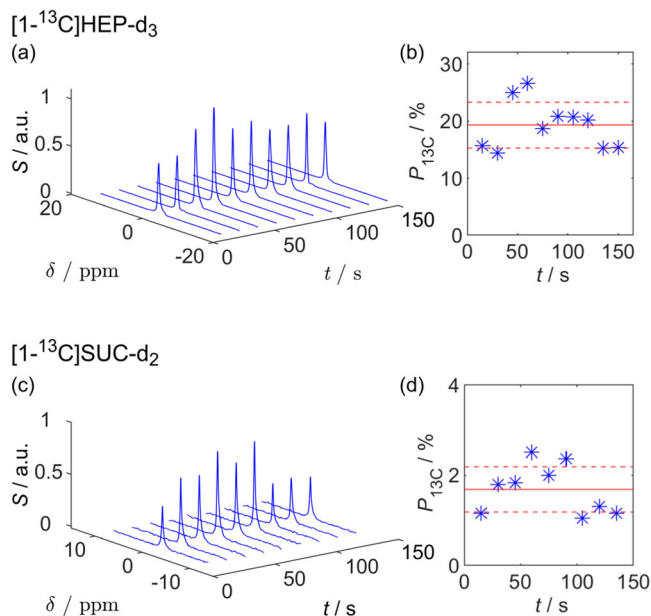 [1-¹³C]HEP-d₃
(a)
(b)
1
0.5
0
S / a.u.
20
0
-20
δ / ppm
0
50
100
150
t / s
30
20
10
0
P₁₃C / %
0
50
100
150
t / s
[1-¹³C]SUC-d₂
(c)
(d)
1
0.5
0
S / a.u.
10
0
-10
δ / ppm
0
50
100
150
t / s
4
2
0
P₁₃C / %
0
50
100
150
t / s